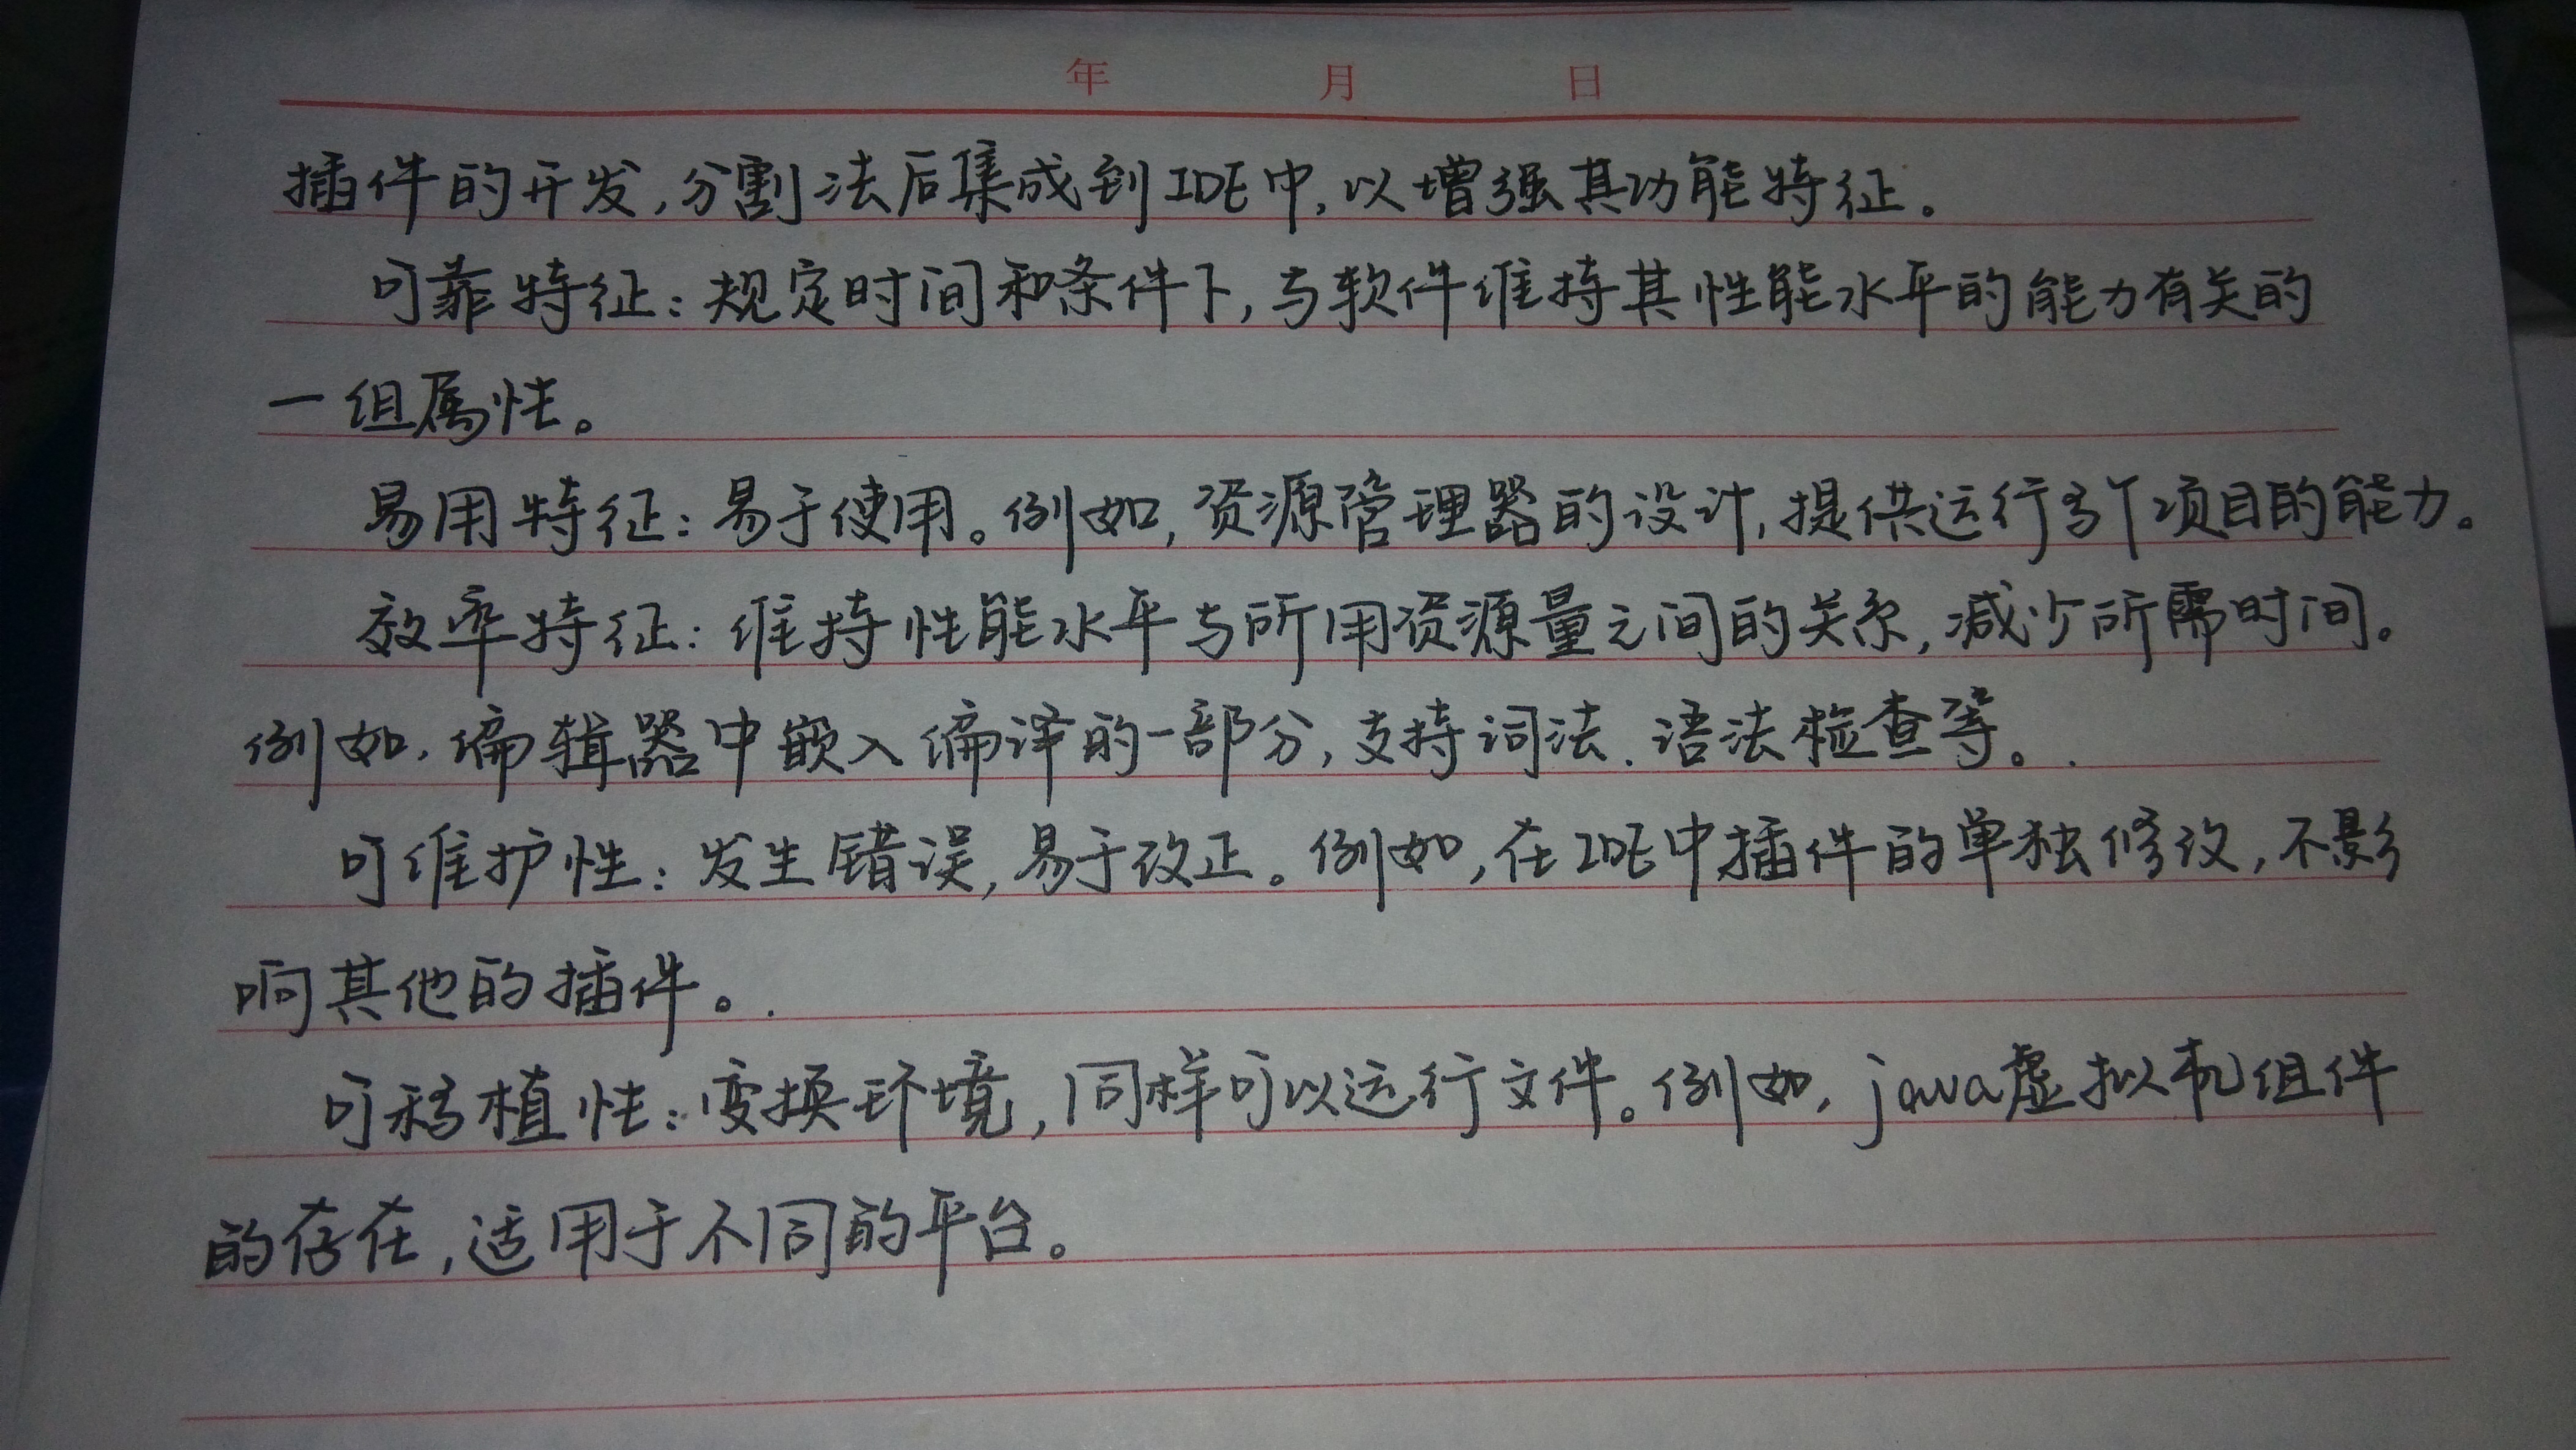 年 月 日
插件的开发,分割法后集成到IDE中,以增强其功能特征。
可靠特征:规定时间和条件下,与软件维持其性能水平的能力有关的
一组属性。
易用特征:易于使用。例如,资源管理器的设计,提供运行多个项目的能力。
效率特征:维持性能水平与所用资源量之间的关系,减少所需时间。
例如,编辑器中嵌入编译的一部分,支持词法.语法检查等。
可维护性:发生错误,易于改正。例如,在IDE中插件的单独修改,不影
响其他的插件。
可移植性:变换环境,同样可以运行文件。例如,java虚拟机组件
的存在,适用于不同的平台。